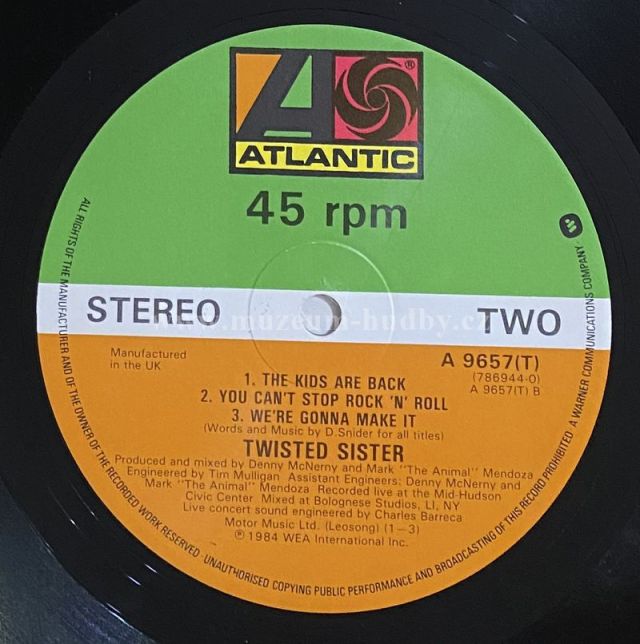 ATLANTIC
®
45 rpm
STEREO
TWO
www.muzeum-hudby.cz
Manufactured
in the UK
A 9657(T)
(786944-0)
A 9657(T) B
1. THE KIDS ARE BACK
2. YOU CAN'T STOP ROCK 'N' ROLL
3. WE'RE GONNA MAKE IT
(Words and Music by D.Snider for all titles)
TWISTED SISTER
Produced and mixed by Denny McNerny and Mark "The Animal" Mendoza
Engineered by Tim Mulligan Assistant Engineers: Denny McNerny and
Mark "The Animal" Mendoza Recorded live at the Mid-Hudson
Civic Center Mixed at Bolognese Studios, LI, NY
Live concert sound engineered by Charles Barreca
Motor Music Ltd. (Leosong) (1–3)
℗ 1984 WEA International Inc.
ALL RIGHTS OF THE MANUFACTURER AND OF THE OWNER OF THE RECORDED WORK RESERVED · UNAUTHORISED COPYING PUBLIC PERFORMANCE AND BROADCASTING OF THIS RECORD PROHIBITED · A WARNER COMMUNICATIONS COMPANY ·